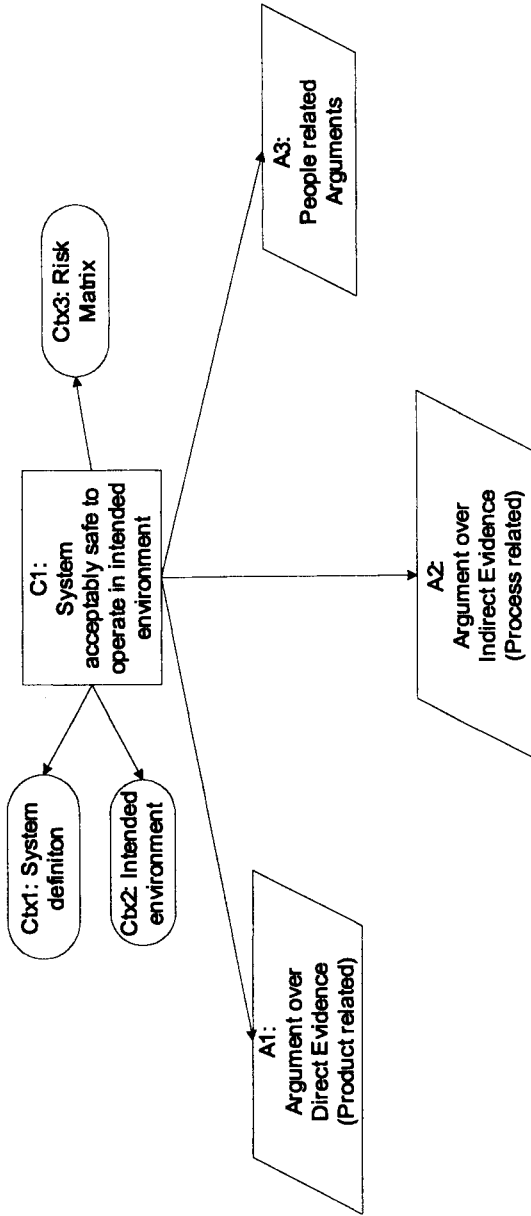 Ctx1: System
definiton
Ctx2: Intended
environment
C1:
System
acceptably safe to
operate in intended
environment
Ctx3: Risk
Matrix
A1:
Argument over
Direct Evidence
(Product related)
A2:
Argument over
Indirect Evidence
(Process related)
A3:
People related
Arguments